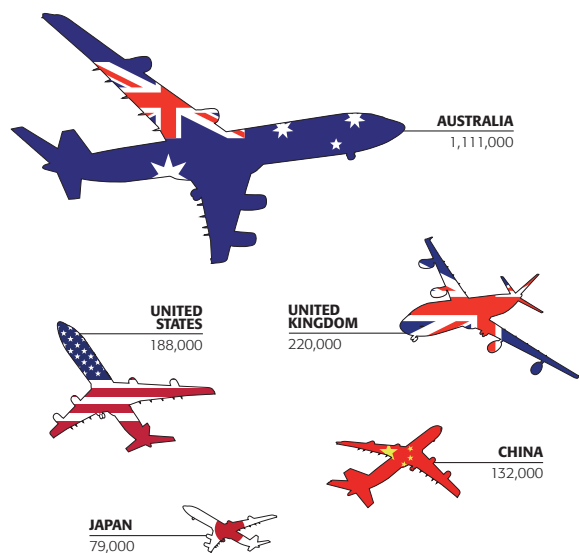 AUSTRALIA
1,111,000
UNITED
STATES
188,000
UNITED
KINGDOM
220,000
CHINA
132,000
JAPAN
79,000